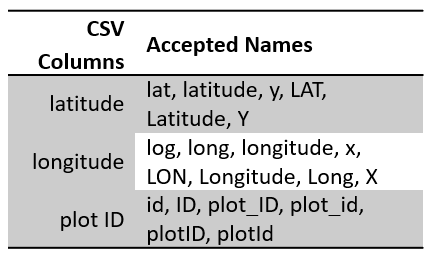 CSV Columns Accepted Names
latitude lat, latitude, y, LAT,
Latitude, Y
longitude log, long, longitude, x,
LON, Longitude, Long, X
plot ID id, ID, plot_ID, plot_id,
plotID, plotId